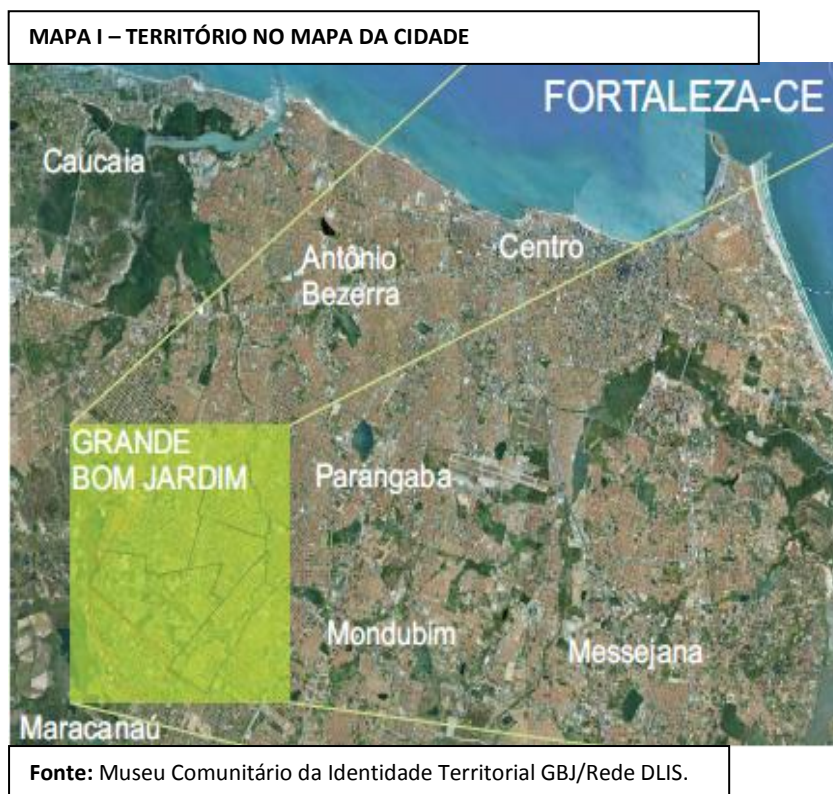 MAPA I – TERRITÓRIO NO MAPA DA CIDADE
FORTALEZA-CE
Caucaia
Centro
Antônio
Bezerra
GRANDE
BOM JARDIM
Parangaba
Mondubim
Messejana
Maracanaú
Fonte: Museu Comunitário da Identidade Territorial GBJ/Rede DLIS.